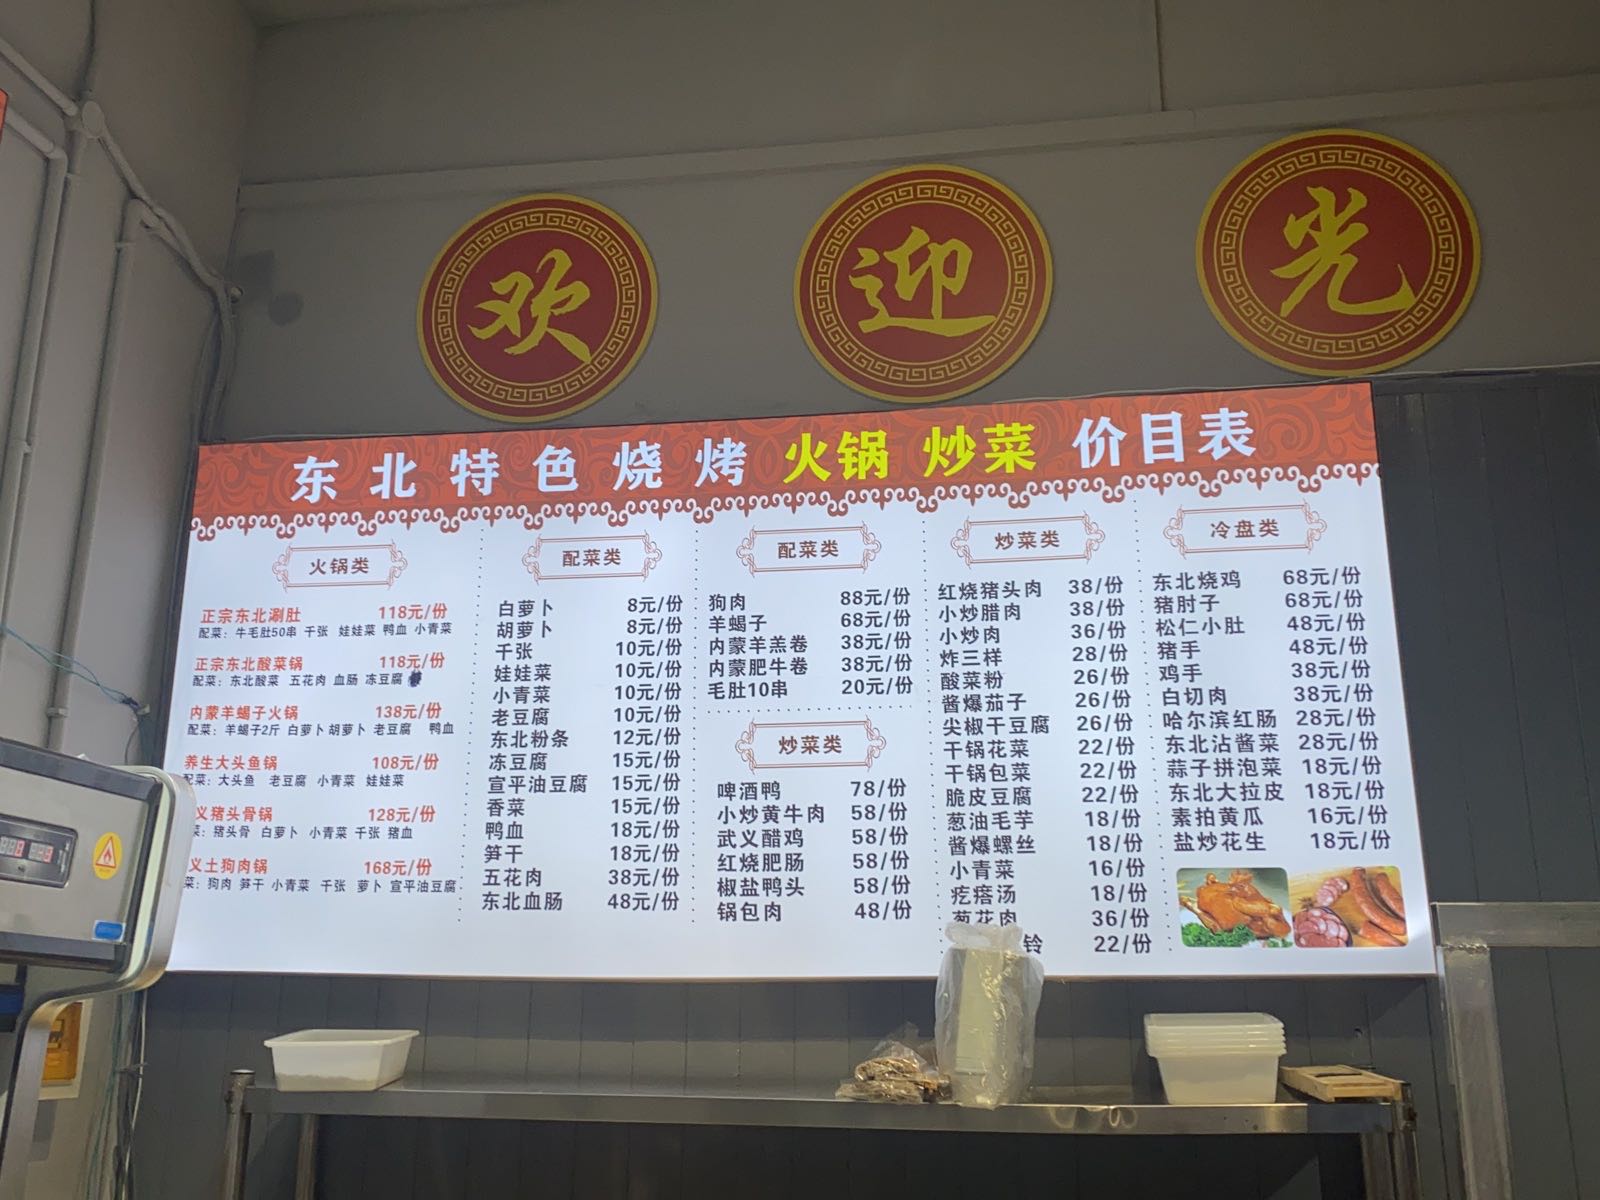 欢 迎 光
东北特色烧烤 火锅 炒菜 价目表
火锅类
正宗东北涮肚 118元/份
配菜：牛毛肚50串 千张 娃娃菜 鸭血 小青菜
正宗东北酸菜锅 118元/份
配菜：东北酸菜 五花肉 血肠 冻豆腐
内蒙羊蝎子火锅 138元/份
配菜：羊蝎子2斤 白萝卜 胡萝卜 老豆腐 鸭血
养生大头鱼锅 108元/份
配菜：大头鱼 老豆腐 小青菜 娃娃菜
义猪头骨锅 128元/份
菜：猪头骨 白萝卜 小青菜 千张 猪血
义土狗肉锅 168元/份
菜：狗肉 笋干 小青菜 千张 萝卜 宣平油豆腐
配菜类
白萝卜 8元/份
胡萝卜 8元/份
千张 10元/份
娃娃菜 10元/份
小青菜 10元/份
老豆腐 10元/份
东北粉条 12元/份
冻豆腐 15元/份
宣平油豆腐 15元/份
香菜 15元/份
鸭血 18元/份
笋干 18元/份
五花肉 38元/份
东北血肠 48元/份
配菜类
狗肉 88元/份
羊蝎子 68元/份
内蒙羊羔卷 38元/份
内蒙肥牛卷 38元/份
毛肚10串 20元/份
炒菜类
啤酒鸭 78/份
小炒黄牛肉 58/份
武义醋鸡 58/份
红烧肥肠 58/份
椒盐鸭头 58/份
锅包肉 48/份
炒菜类
红烧猪头肉 38/份
小炒腊肉 38/份
小炒肉 36/份
炸三样 28/份
酸菜粉 26/份
酱爆茄子 26/份
尖椒干豆腐 26/份
干锅花菜 22/份
干锅包菜 22/份
脆皮豆腐 22/份
葱油毛芋 18/份
酱爆螺丝 18/份
小青菜 16/份
疙瘩汤 18/份
葱花肉 36/份
铃 22/份
冷盘类
东北烧鸡 68元/份
猪肘子 68元/份
松仁小肚 48元/份
猪手 48元/份
鸡手 38元/份
白切肉 38元/份
哈尔滨红肠 28元/份
东北沾酱菜 28元/份
蒜子拼泡菜 18元/份
东北大拉皮 18元/份
素拍黄瓜 16元/份
盐炒花生 18元/份